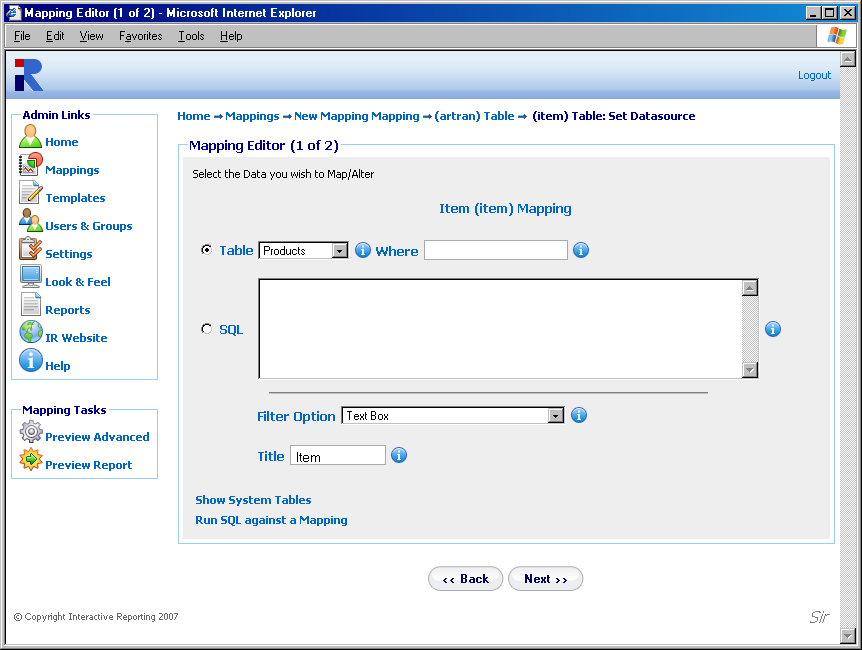 Mapping Editor (1 of 2) - Microsoft Internet Explorer
File Edit View Favorites Tools Help
R
Logout
Home → Mappings → New Mapping Mapping → (artran) Table → (item) Table: Set Datasource
Admin Links
Home
Mappings
Templates
Users & Groups
Settings
Look & Feel
Reports
IR Website
Help
Mapping Tasks
Preview Advanced
Preview Report
Mapping Editor (1 of 2)
Select the Data you wish to Map/Alter
Item (item) Mapping
Table Products Where
SQL
Filter Option Text Box
Title Item
Show System Tables
Run SQL against a Mapping
<< Back Next >>
© Copyright Interactive Reporting 2007
Sir